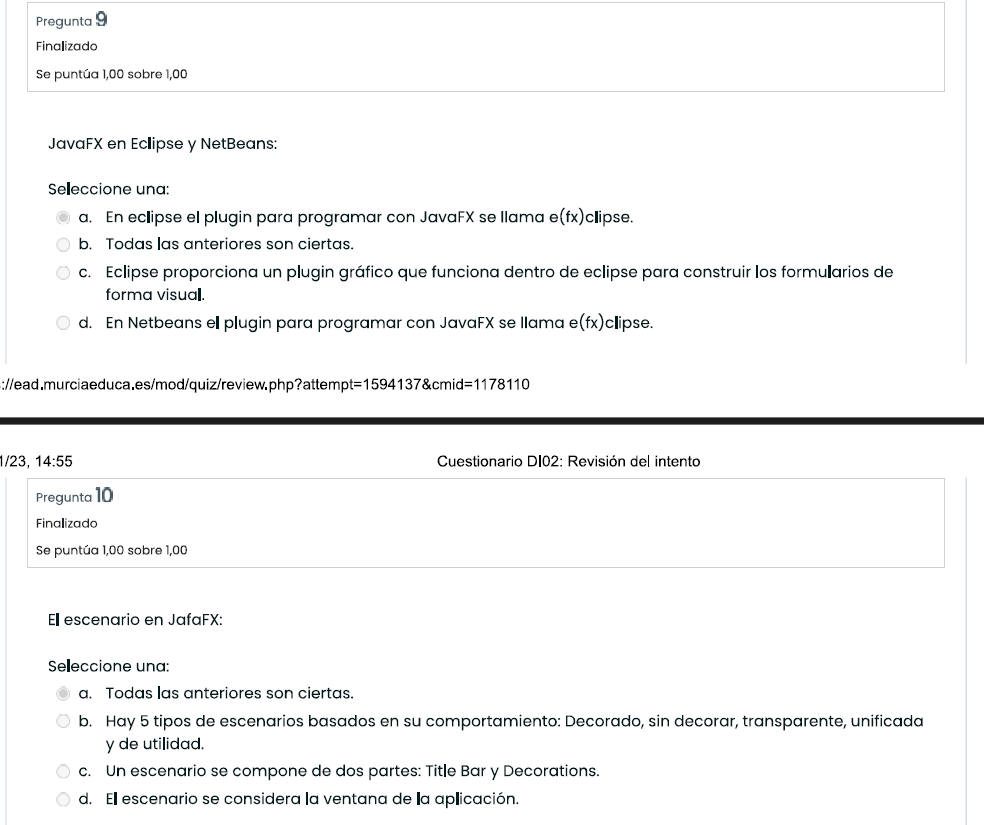 Pregunta 9
Finalizado
Se puntúa 1,00 sobre 1,00
JavaFX en Eclipse y NetBeans:
Seleccione una:
a. En eclipse el plugin para programar con JavaFX se llama e(fx)clipse.
b. Todas las anteriores son ciertas.
c. Eclipse proporciona un plugin gráfico que funciona dentro de eclipse para construir los formularios de
forma visual.
d. En Netbeans el plugin para programar con JavaFX se llama e(fx)clipse.
://ead.murciaeduca.es/mod/quiz/review.php?attempt=1594137&cmid=1178110
1/23, 14:55 Cuestionario DI02: Revisión del intento
Pregunta 10
Finalizado
Se puntúa 1,00 sobre 1,00
El escenario en JafaFX:
Seleccione una:
a. Todas las anteriores son ciertas.
b. Hay 5 tipos de escenarios basados en su comportamiento: Decorado, sin decorar, transparente, unificada
y de utilidad.
c. Un escenario se compone de dos partes: Title Bar y Decorations.
d. El escenario se considera la ventana de la aplicación.